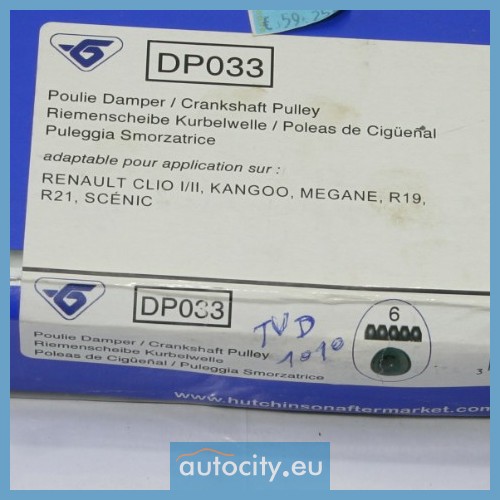 DP033
Poulie Damper / Crankshaft Pulley
Riemenscheibe Kurbelwelle / Poleas de Cigüeñal
Puleggia Smorzatrice
adaptable pour application sur :
RENAULT CLIO I/II, KANGOO, MEGANE, R19,
R21, SCÉNIC
DP033
Poulie Damper / Crankshaft Pulley
Riemenscheibe Kurbelwelle
Poleas de Cigüeñal / Puleggia Smorzatrice
TVD
1010
6
www.hutchinsonaftermarket.com
autocity.eu